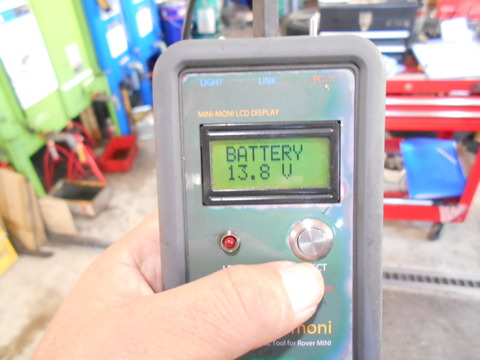 LIGHT LINK
MINI-MONI LCD DISPLAY
BATTERY
13.8 V
moni
Tool for Rover MINI